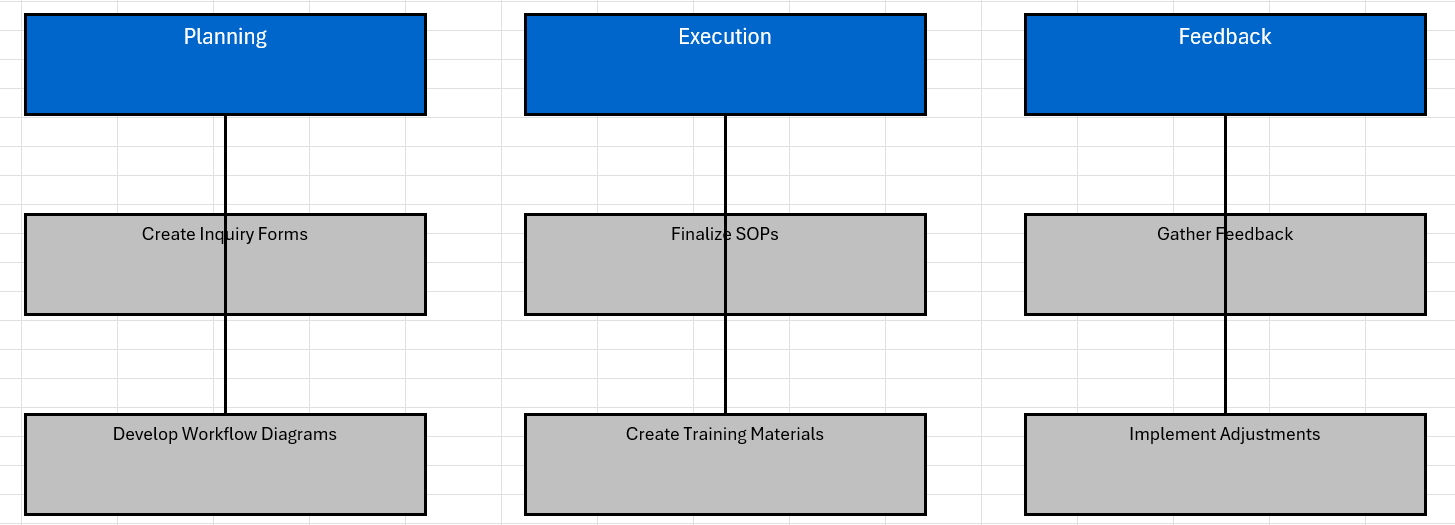 Planning
Execution
Feedback
Create Inquiry Forms
Finalize SOPs
Gather Feedback
Develop Workflow Diagrams
Create Training Materials
Implement Adjustments